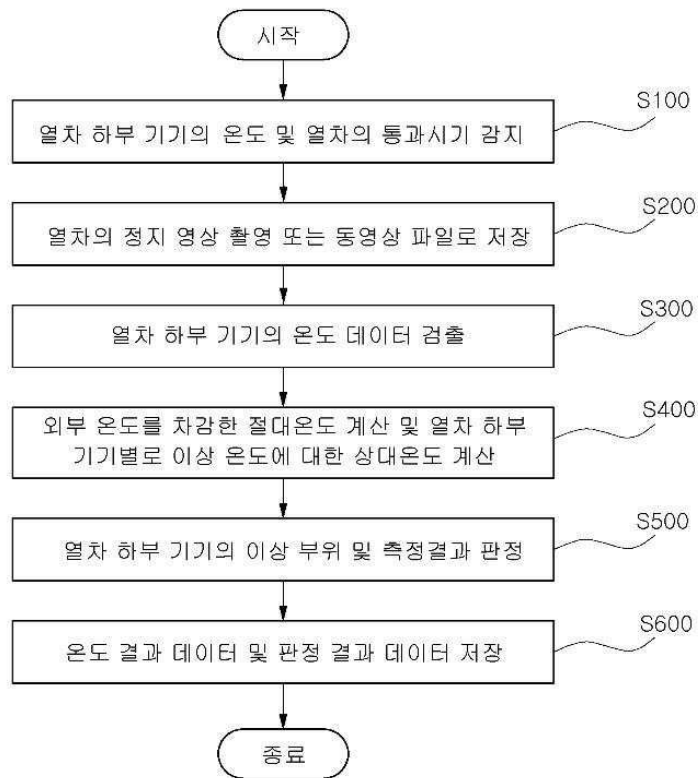 시작
S100
열차 하부 기기의 온도 및 열차의 통과시기 감지
S200
열차의 정지 영상 촬영 또는 동영상 파일로 저장
S300
열차 하부 기기의 온도 데이터 검출
S400
외부 온도를 차감한 절대온도 계산 및 열차 하부
기기별로 이상 온도에 대한 상대온도 계산
S500
열차 하부 기기의 이상 부위 및 측정결과 판정
S600
온도 결과 데이터 및 판정 결과 데이터 저장
종료